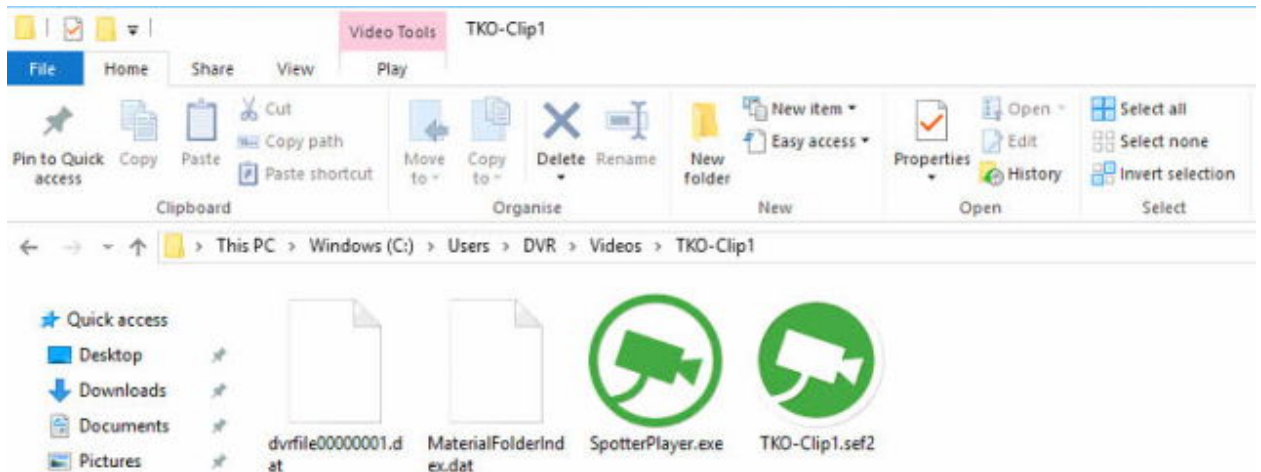 Video Tools
TKO-Clip1
File
Home
Share
View
Play
Pin to Quick
access
Copy
Paste
Cut
Copy path
Paste shortcut
Clipboard
Move
to
Copy
to
Delete
Rename
Organise
New
folder
New item
Easy access
New
Properties
Open
Edit
History
Open
Select all
Select none
Invert selection
Select
> This PC > Windows (C:) > Users > DVR > Videos > TKO-Clip1
Quick access
Desktop
Downloads
Documents
Pictures
dvrfile00000001.d
at
MaterialFolderInd
ex.dat
SpotterPlayer.exe
TKO-Clip1.sef2